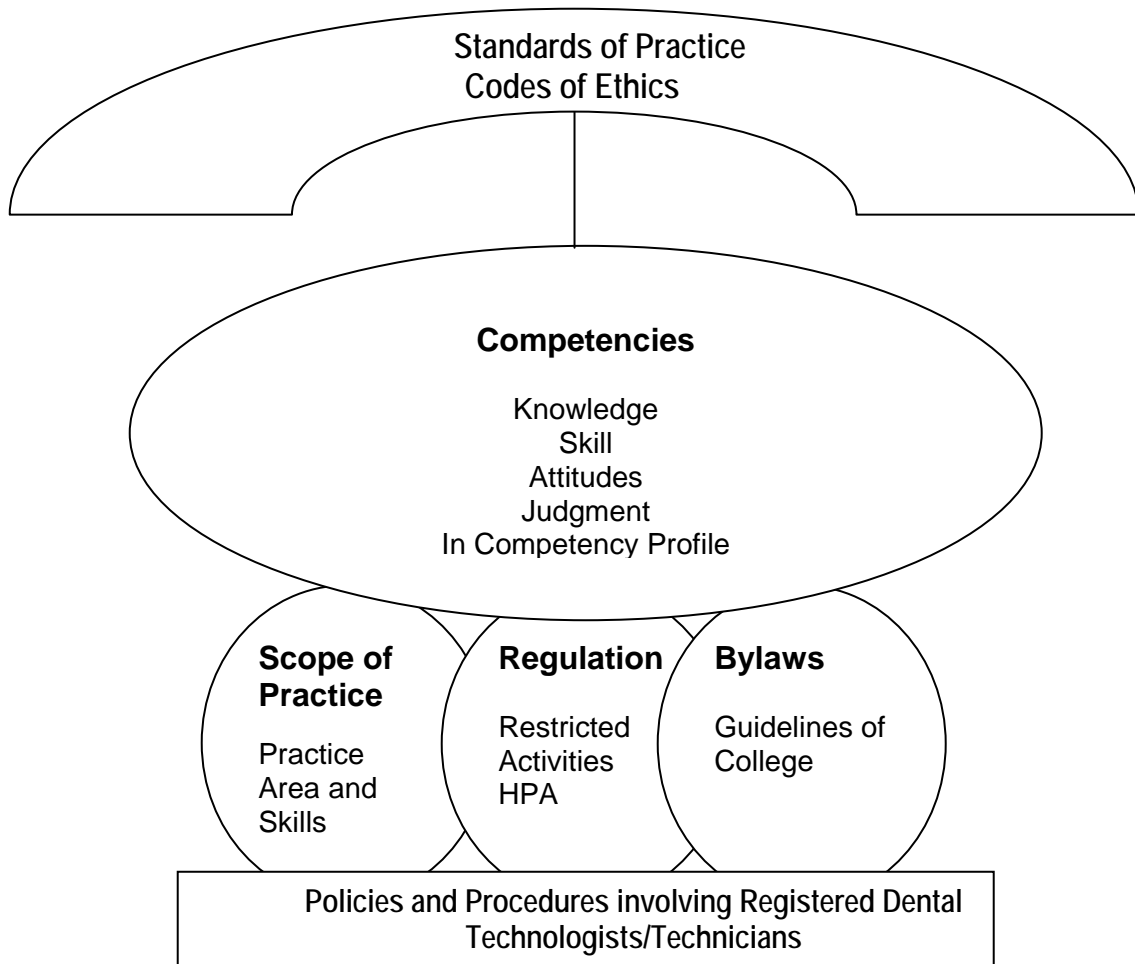 Standards of Practice
Codes of Ethics
Competencies
Knowledge
Skill
Attitudes
Judgment
In Competency Profile
Scope of
Practice
Practice
Area and
Skills
Regulation
Restricted
Activities
HPA
Bylaws
Guidelines of
College
Policies and Procedures involving Registered Dental
Technologists/Technicians